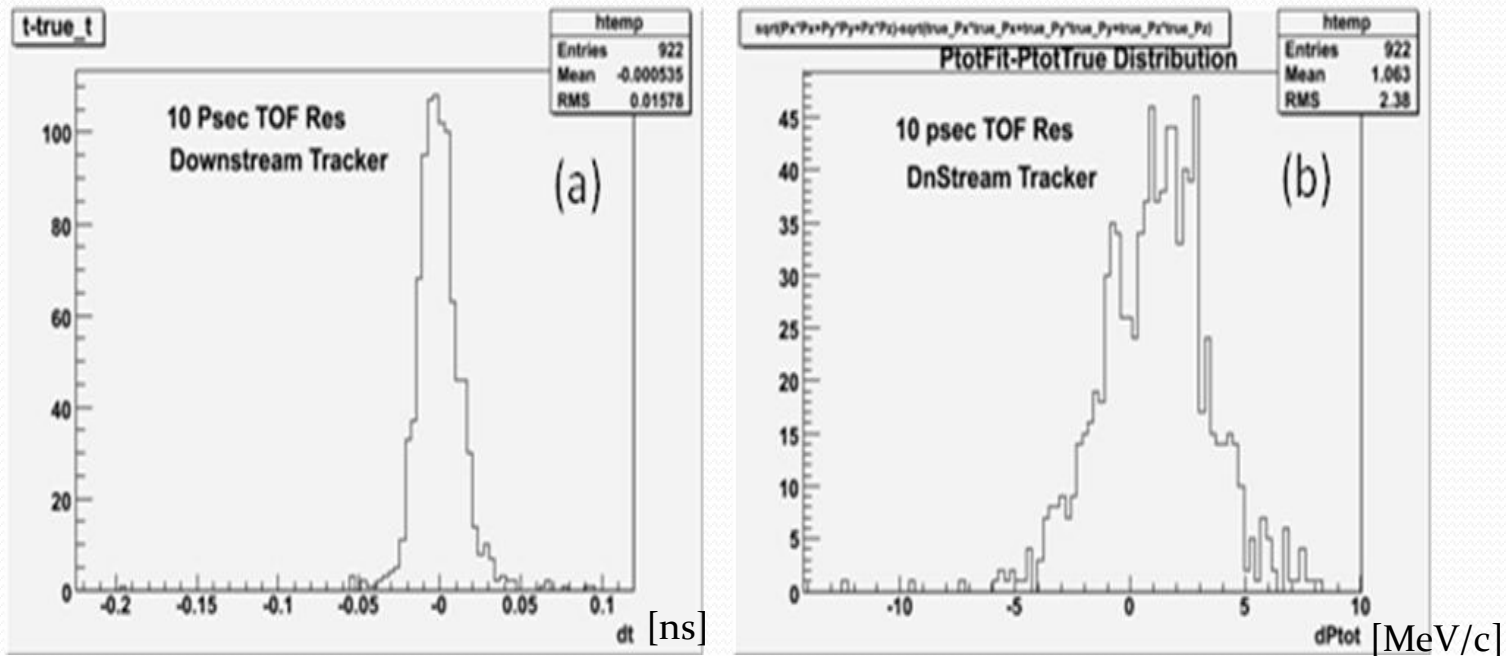 t-true_t
htemp
Entries 922
Mean -0.000535
RMS 0.01578
10 Psec TOF Res
Downstream Tracker
(a)
100
80
60
40
20
0
-0.2 -0.15 -0.1 -0.05 -0 0.05 0.1
dt [ns]
sqrt(Px*Px+Py*Py+Pz*Pz)-sqrt(true_Px*true_Px+true_Py*true_Py+true_Pz*true_Pz)
PtotFit-PtotTrue Distribution
htemp
Entries 922
Mean 1.063
RMS 2.38
10 psec TOF Res
DnStream Tracker
(b)
45
40
35
30
25
20
15
10
5
0
-10 -5 0 5 10
dPtot [MeV/c]